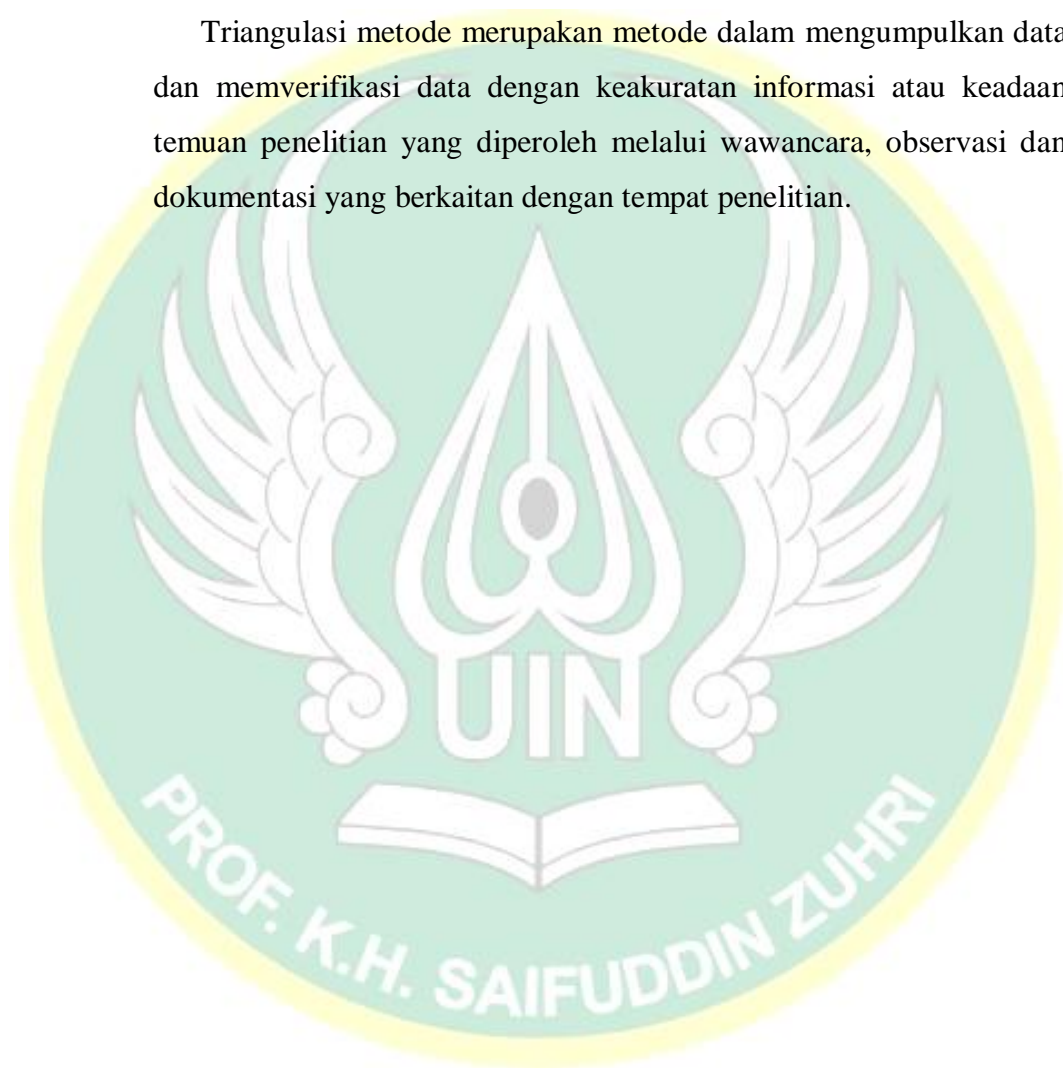 Triangulasi metode merupakan metode dalam mengumpulkan data
dan memverifikasi data dengan keakuratan informasi atau keadaan
temuan penelitian yang diperoleh melalui wawancara, observasi dan
dokumentasi yang berkaitan dengan tempat penelitian.
UIN
PROF. K.H. SAIFUDDIN ZUHRI